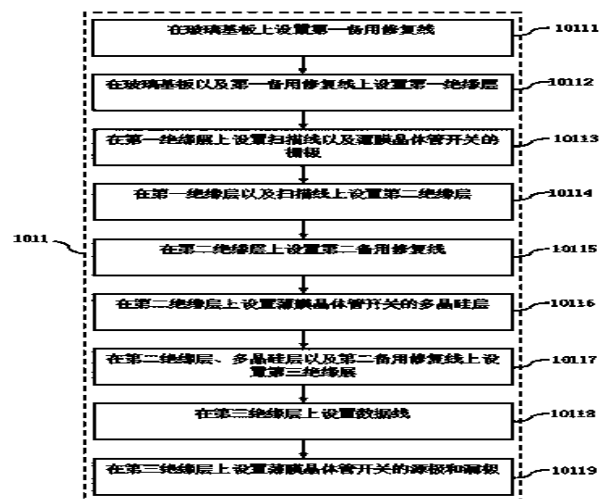 在玻璃基板上设置第一备用修复线
10111
在玻璃基板以及第一备用修复线上设置第一绝缘层
10112
在第一绝缘层上设置扫描线以及薄膜晶体管开关的
栅极
10113
在第一绝缘层以及扫描线上设置第二绝缘层
10114
1011
在第二绝缘层上设置第二备用修复线
10115
在第二绝缘层上设置薄膜晶体管开关的多晶硅层
10116
在第二绝缘层、多晶硅层以及第二备用修复线上设
置第三绝缘层
10117
在第三绝缘层上设置数据线
10118
在第三绝缘层上设置薄膜晶体管开关的源极和漏极
10119